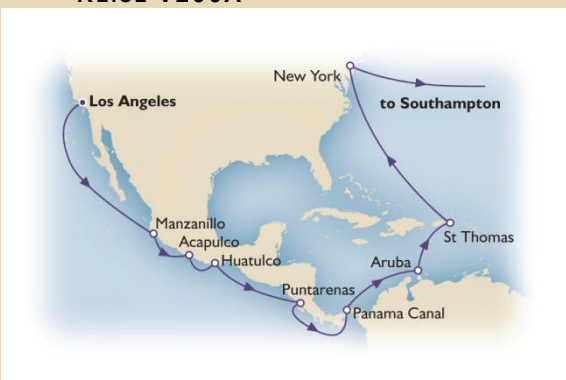 New York
to Southampton
Los Angeles
Manzanillo
Acapulco
Huatulco
St Thomas
Aruba
Puntarenas
Panama Canal